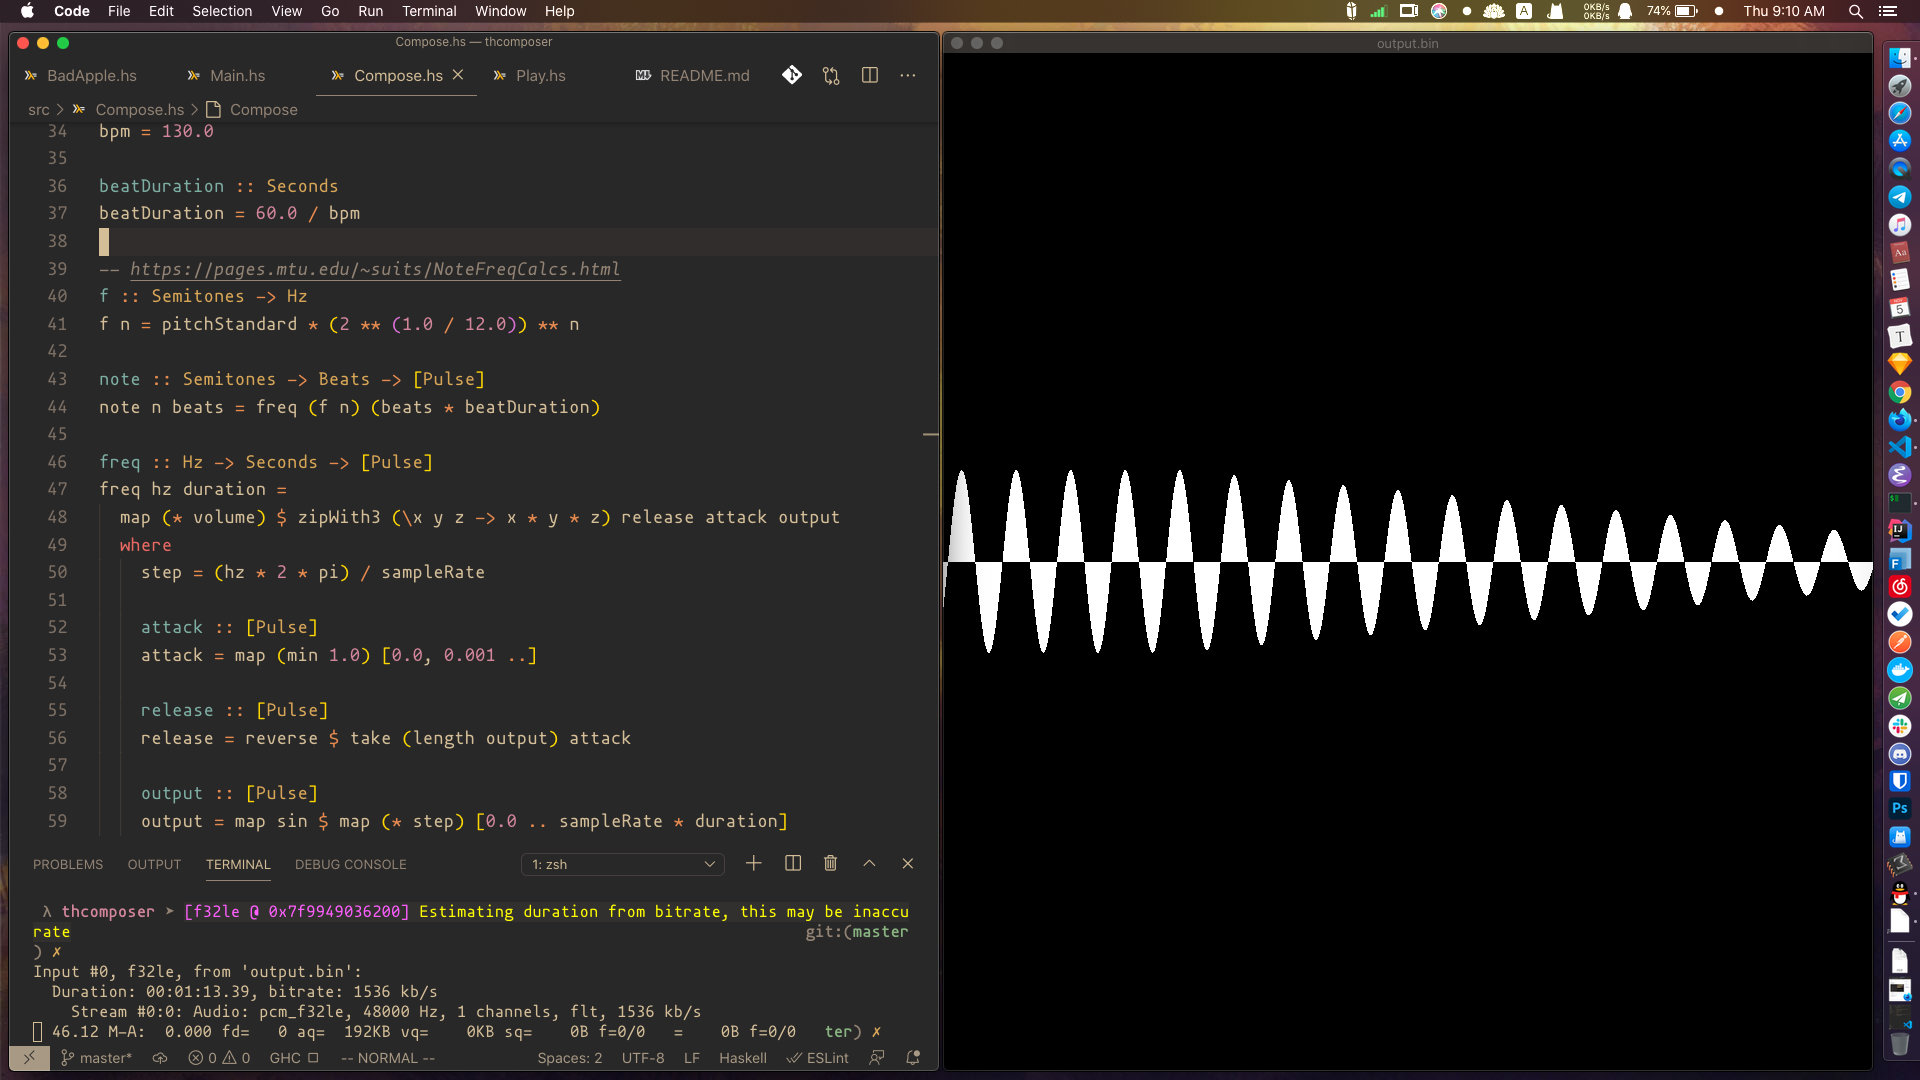 Code File Edit Selection View Go Run Terminal Window Help
A 0KB/s 0KB/s 74% Thu 9:10 AM
Compose.hs — thcomposer
BadApple.hs Main.hs Compose.hs Play.hs README.md
src > Compose.hs > Compose
34 bpm = 130.0
35
36 beatDuration :: Seconds
37 beatDuration = 60.0 / bpm
38
39 -- https://pages.mtu.edu/~suits/NoteFreqCalcs.html
40 f :: Semitones -> Hz
41 f n = pitchStandard * (2 ** (1.0 / 12.0)) ** n
42
43 note :: Semitones -> Beats -> [Pulse]
44 note n beats = freq (f n) (beats * beatDuration)
45
46 freq :: Hz -> Seconds -> [Pulse]
47 freq hz duration =
48 map (* volume) $ zipWith3 (\x y z -> x * y * z) release attack output
49 where
50 step = (hz * 2 * pi) / sampleRate
51
52 attack :: [Pulse]
53 attack = map (min 1.0) [0.0, 0.001 ..]
54
55 release :: [Pulse]
56 release = reverse $ take (length output) attack
57
58 output :: [Pulse]
59 output = map sin $ map (* step) [0.0 .. sampleRate * duration]
PROBLEMS OUTPUT TERMINAL DEBUG CONSOLE 1: zsh
λ thcomposer ➤ [f32le @ 0x7f9949036200] Estimating duration from bitrate, this may be inaccu
rate git:(master
) ✗
Input #0, f32le, from 'output.bin':
Duration: 00:01:13.39, bitrate: 1536 kb/s
Stream #0:0: Audio: pcm_f32le, 48000 Hz, 1 channels, flt, 1536 kb/s
46.12 M-A: 0.000 fd= 0 aq= 192KB vq= 0KB sq= 0B f=0/0 = 0B f=0/0 ter) ✗
master* 0 0 GHC -- NORMAL -- Spaces: 2 UTF-8 LF Haskell ESLint
output.bin
Aa
5
T
$
IJ
F
Ps